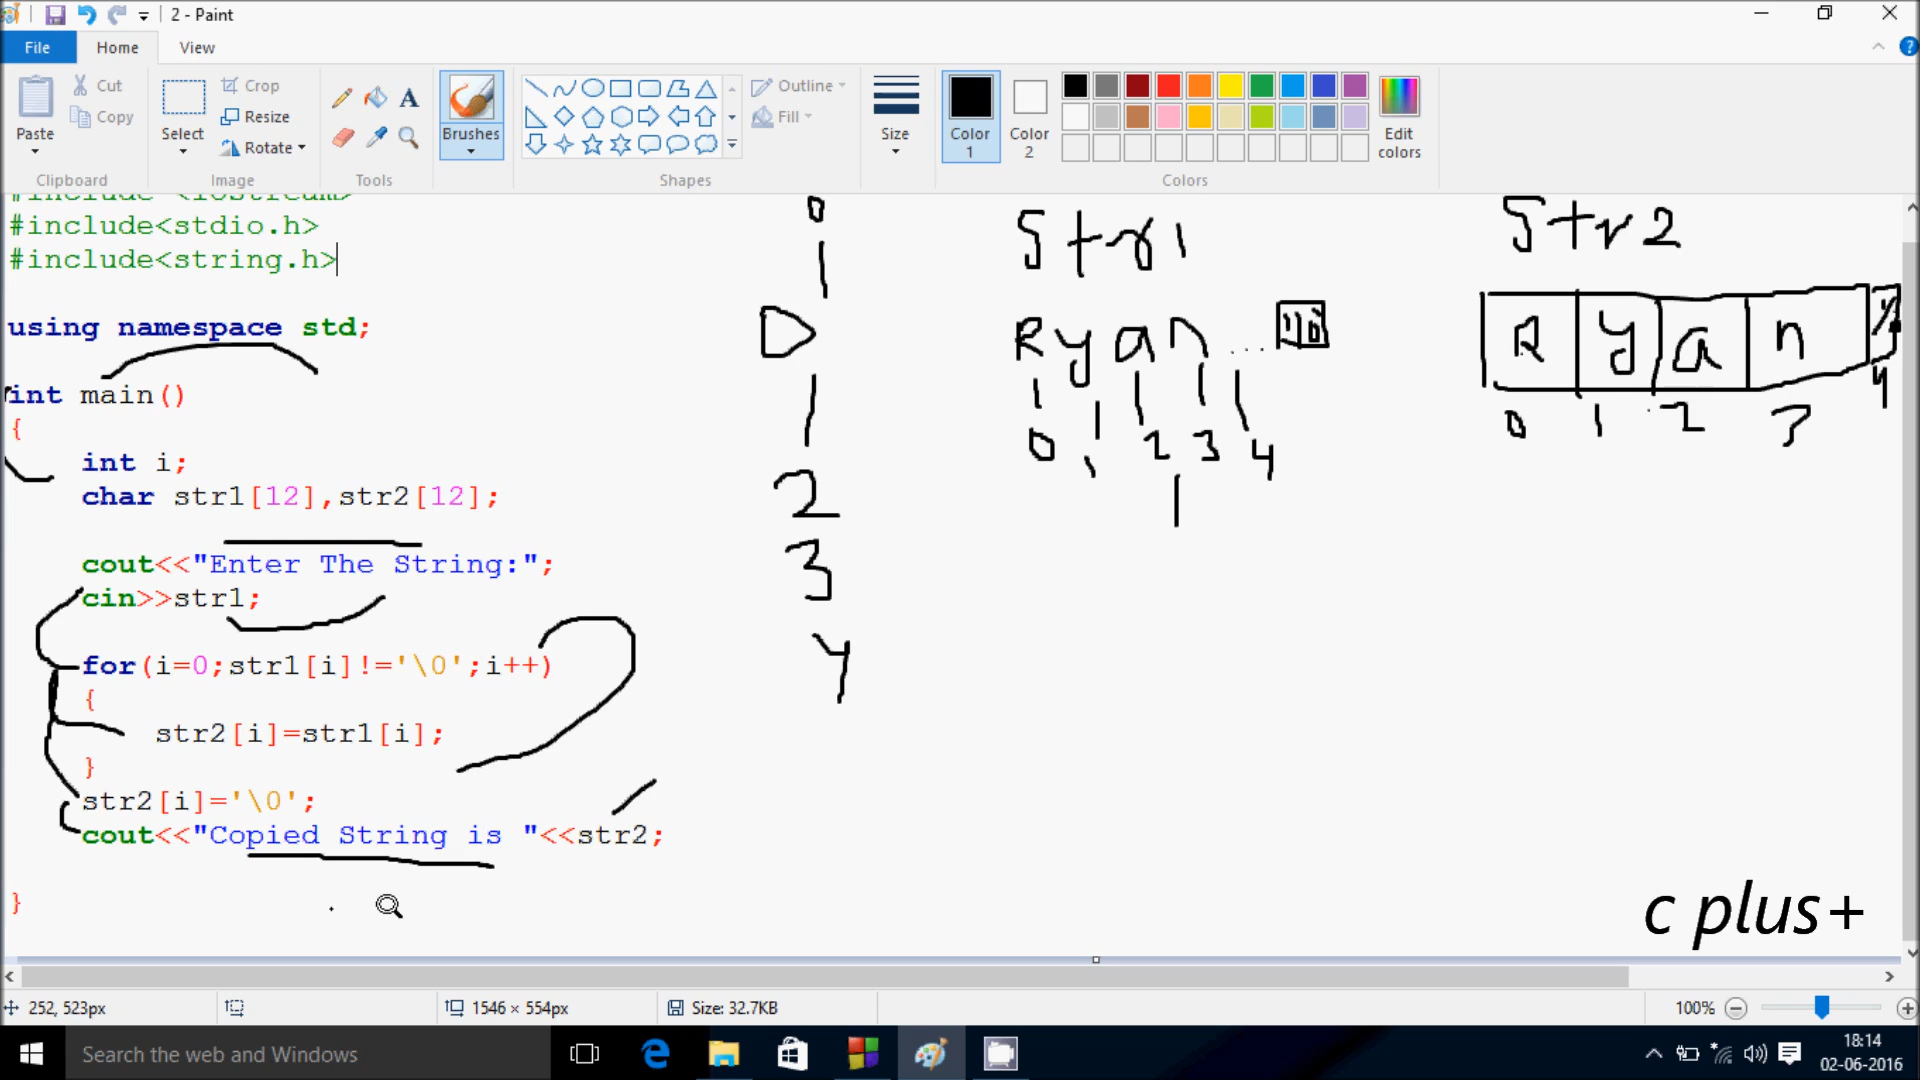 2 - Paint
File Home View
Paste
Cut
Copy
Clipboard
Select
Crop
Resize
Rotate
Image
Tools
Brushes
Outline
Fill
Shapes
Size
Color 1
Color 2
Edit colors
Colors
#include <iostream>
#include<stdio.h>
#include<string.h>
using namespace std;
int main()
{
int i;
char str1[12],str2[12];
cout<<"Enter The String:";
cin>>str1;
for(i=0;str1[i]!='\0';i++)
{
str2[i]=str1[i];
}
str2[i]='\0';
cout<<"Copied String is "<<str2;
}
2
3
4
Str1
Ryan ...
0 1 2 3 4
Str2
R y a n
0 1 2 3 4
c plus+
252, 523px
1546 × 554px
Size: 32.7KB
100%
Search the web and Windows
18:14
02-06-2016